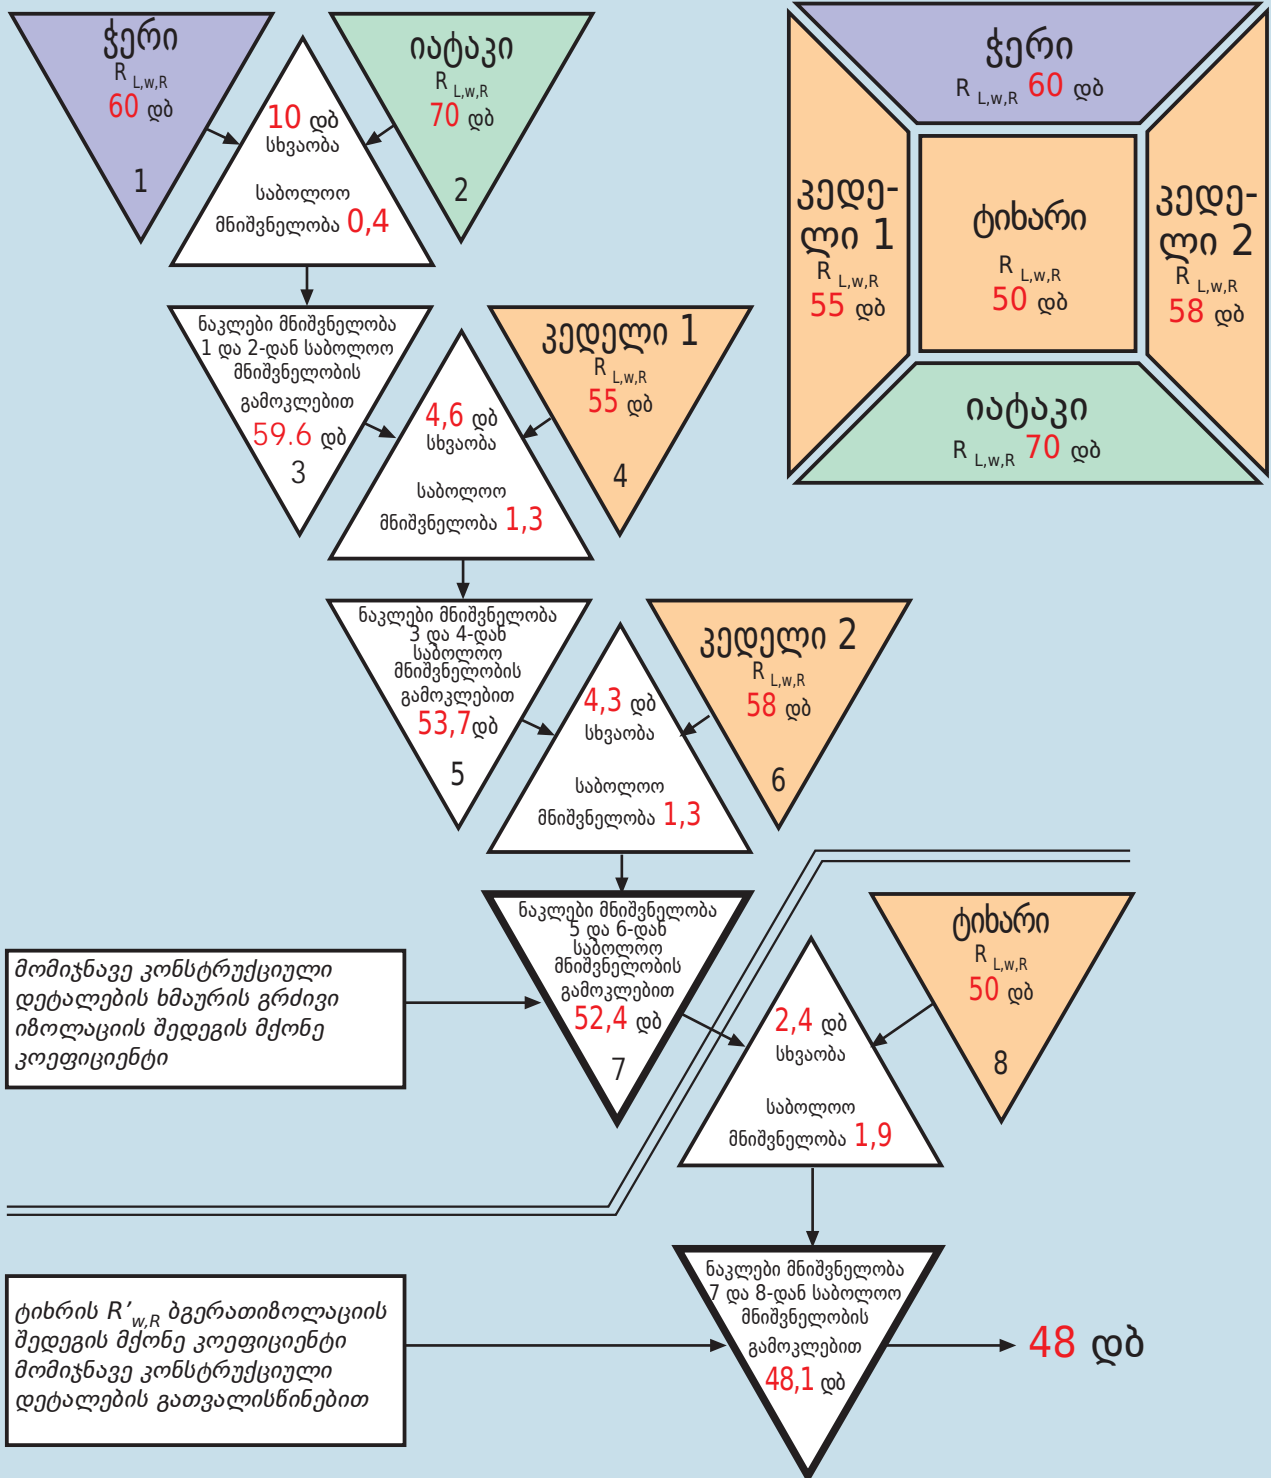 ჭერი
R L,w,R
60 დბ
1
10 დბ
სხვაობა
საბოლოო
მნიშვნელობა 0,4
იატაკი
R L,w,R
70 დბ
2
ჭერი
R L,w,R 60 დბ
კედე-
ლი 1
R L,w,R
55 დბ
ტიხარი
R L,w,R
50 დბ
კედე-
ლი 2
R L,w,R
58 დბ
იატაკი
R L,w,R 70 დბ
ნაკლები მნიშვნელობა
1 და 2-დან საბოლოო
მნიშვნელობის
გამოკლებით
59.6 დბ
3
4,6 დბ
სხვაობა
საბოლოო
მნიშვნელობა 1,3
კედელი 1
R L,w,R
55 დბ
4
ნაკლები მნიშვნელობა
3 და 4-დან
საბოლოო
მნიშვნელობის
გამოკლებით
53,7დბ
5
4,3 დბ
სხვაობა
საბოლოო
მნიშვნელობა 1,3
კედელი 2
R L,w,R
58 დბ
6
ნაკლები მნიშვნელობა
5 და 6-დან
საბოლოო
მნიშვნელობის
გამოკლებით
52,4 დბ
7
2,4 დბ
სხვაობა
საბოლოო
მნიშვნელობა 1,9
ტიხარი
R L,w,R
50 დბ
8
მომიჯნავე კონსტრუქციული
დეტალების ხმაურის გრძივი
იზოლაციის შედეგის მქონე
კოეფიციენტი
ნაკლები მნიშვნელობა
7 და 8-დან საბოლოო
მნიშვნელობის
გამოკლებით
48,1 დბ
48 დბ
ტიხრის R’w,R ბგერათიზოლაციის
შედეგის მქონე კოეფიციენტი
მომიჯნავე კონსტრუქციული
დეტალების გათვალისწინებით